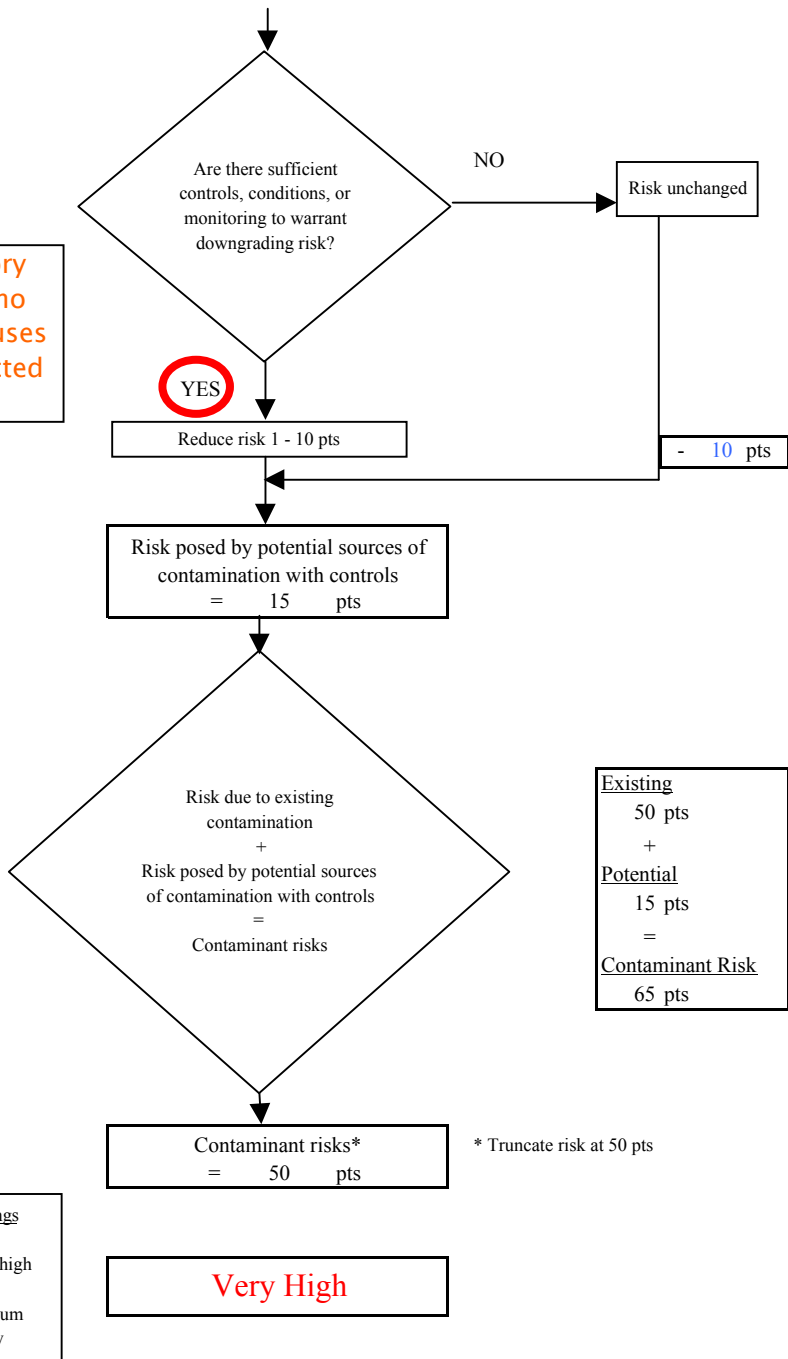 Are there sufficient
controls, conditions, or
monitoring to warrant
downgrading risk?
NO
Risk unchanged
no
uses
YES
Reduce risk 1 - 10 pts
- 10 pts
Risk posed by potential sources of
contamination with controls
= 15 pts
Risk due to existing
contamination
+
Risk posed by potential sources
of contamination with controls
=
Contaminant risks
Existing
50 pts
+
Potential
15 pts
=
Contaminant Risk
65 pts
Contaminant risks*
= 50 pts
* Truncate risk at 50 pts
high
Very High